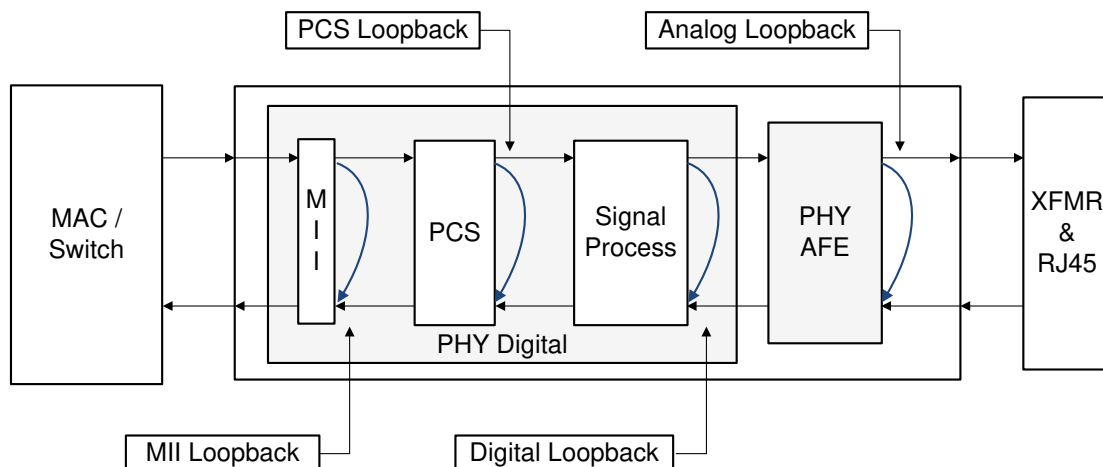 PCS Loopback
Analog Loopback
MAC /
Switch
M
I
I
PCS
Signal
Process
PHY
AFE
XFMR
&
RJ45
PHY Digital
MII Loopback
Digital Loopback